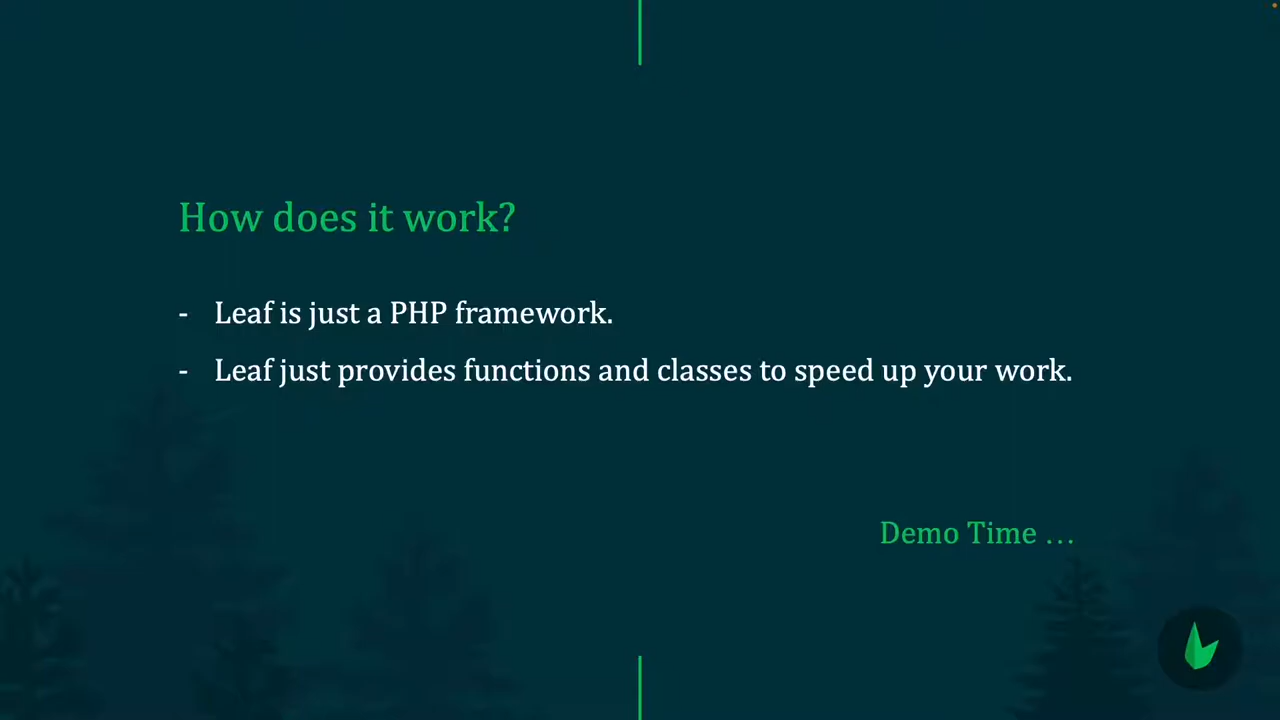 How does it work?
- Leaf is just a PHP framework.
- Leaf just provides functions and classes to speed up your work.
Demo Time ...